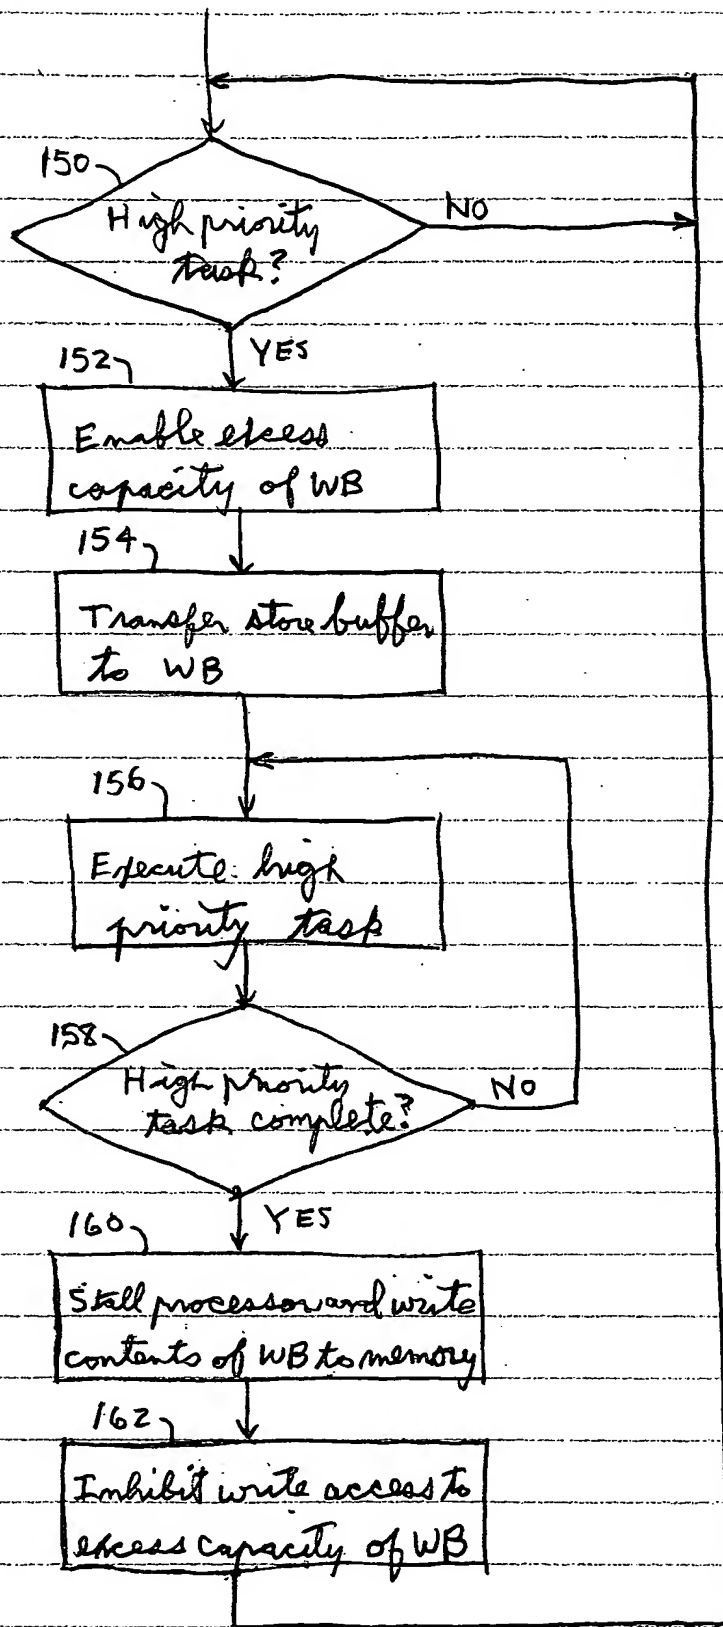 150
High priority
NO
task?
YES
152
Enable excess
capacity of WB
154
Transfer store buffer
to WB
156
Execute high
priority task
158
High priority
NO
task complete?
YES
160
Stall processor and write
contents of WB to memory
162
Inhibit write access to
excess capacity of WB